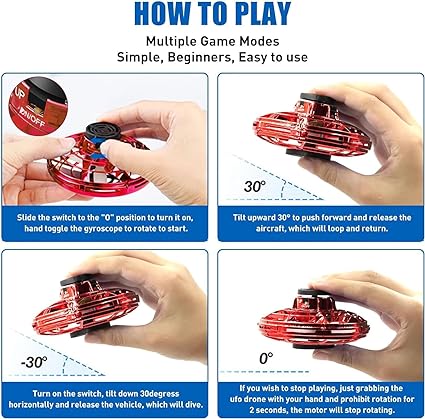 HOW TO PLAY
Multiple Game Modes
Simple, Beginners, Easy to use
UP
ON/OFF
Slide the switch to the "0" position to turn it on,
hand toggle the gyroscope to rotate to start.
30°
Tilt upward 30° to push forward and release the
aircraft, which will loop and return.
-30°
Turn on the switch, tilt down 30degress
horizontally and release the vehicle, which will dive.
0°
If you wish to stop playing, just grabbing the
ufo drone with your hand and prohibit rotation for
2 seconds, the motor will stop rotating.